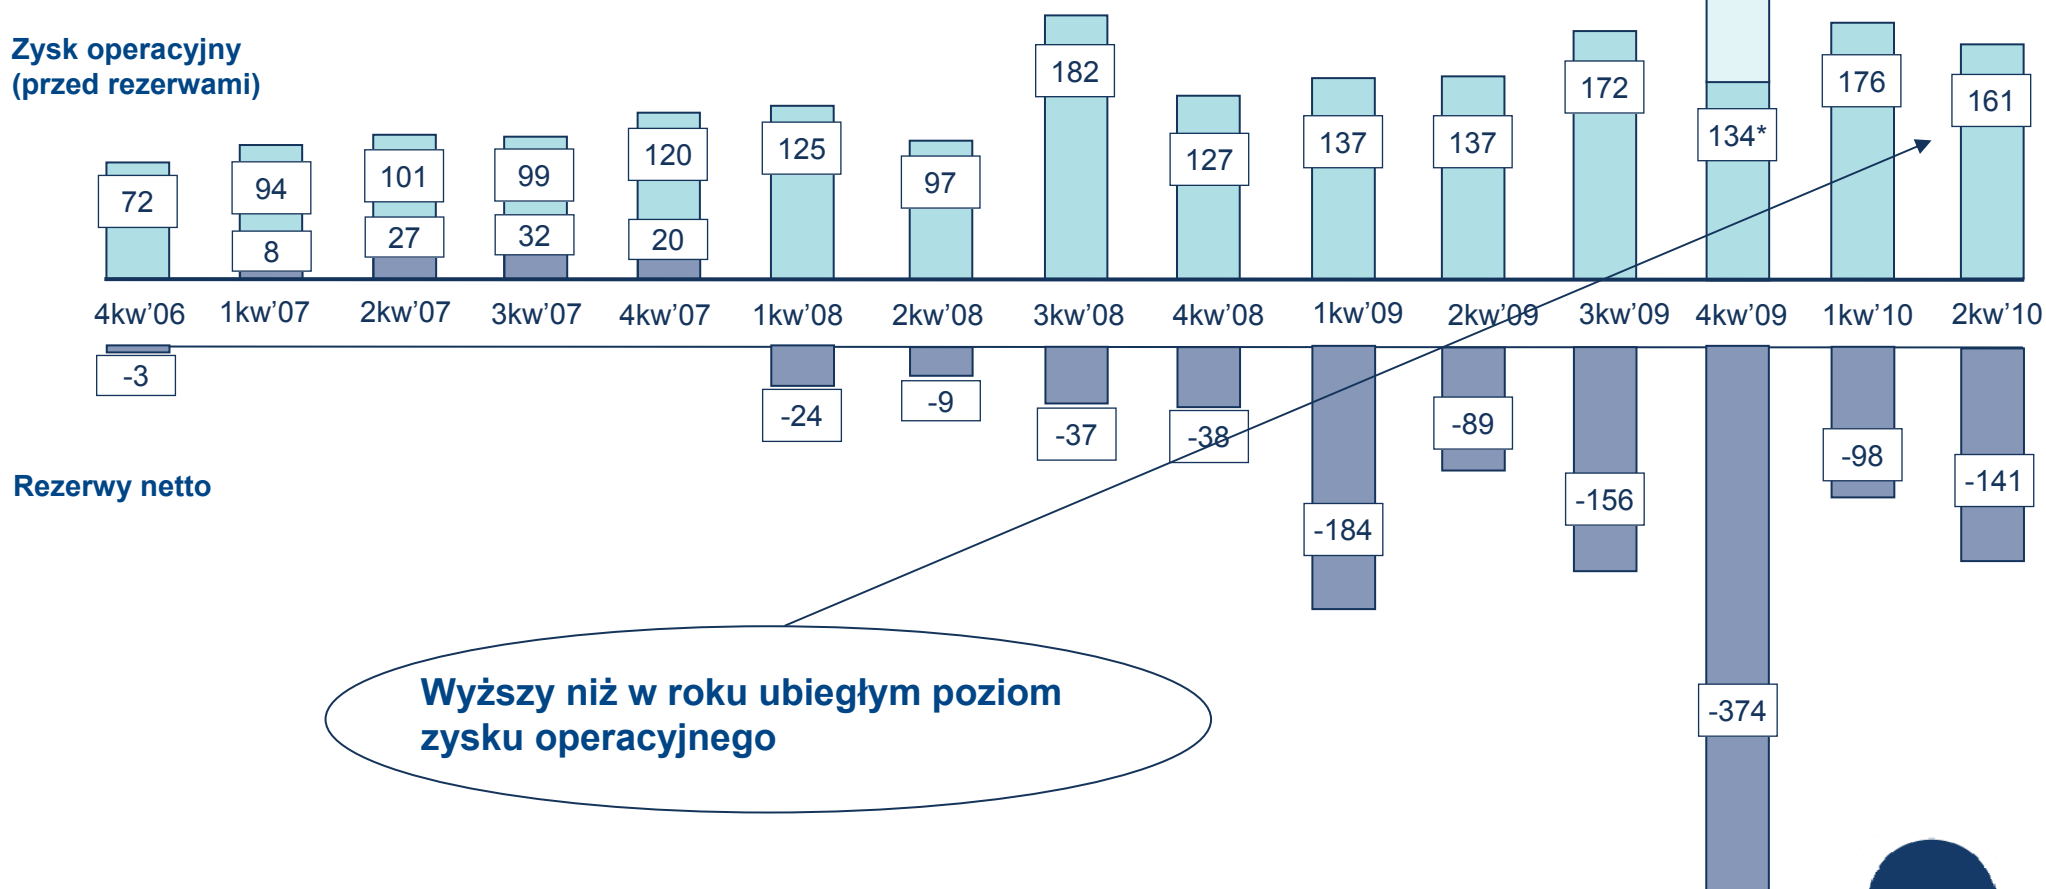 Zysk operacyjny
(przed rezerwami)
72 94 101 99 120 125 97 182 127 137 137 172 134* 176 161
8 27 32 20
4kw’06 1kw’07 2kw’07 3kw’07 4kw’07 1kw’08 2kw’08 3kw’08 4kw’08 1kw’09 2kw’09 3kw’09 4kw’09 1kw’10 2kw’10
-3 -24 -9 -37 -38 -184 -89 -156 -374 -98 -141
Rezerwy netto
Wyższy niż w roku ubiegłym poziom
zysku operacyjnego